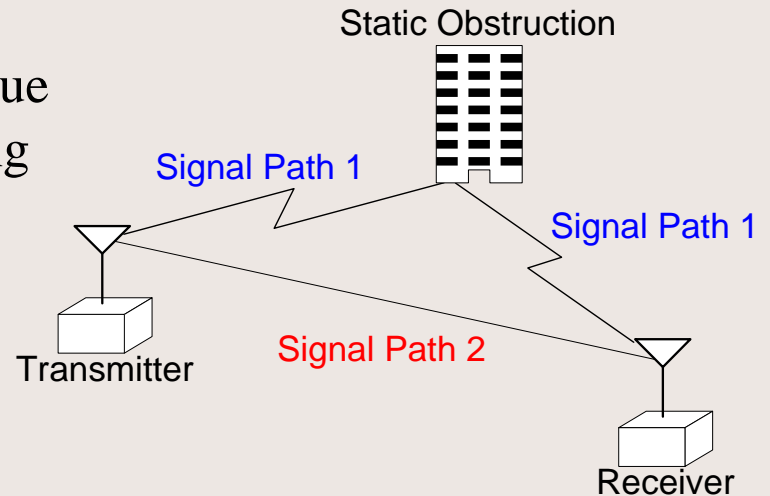 Static Obstruction
ue
g
Signal Path 1
Signal Path 1
Signal Path 2
Transmitter
Receiver